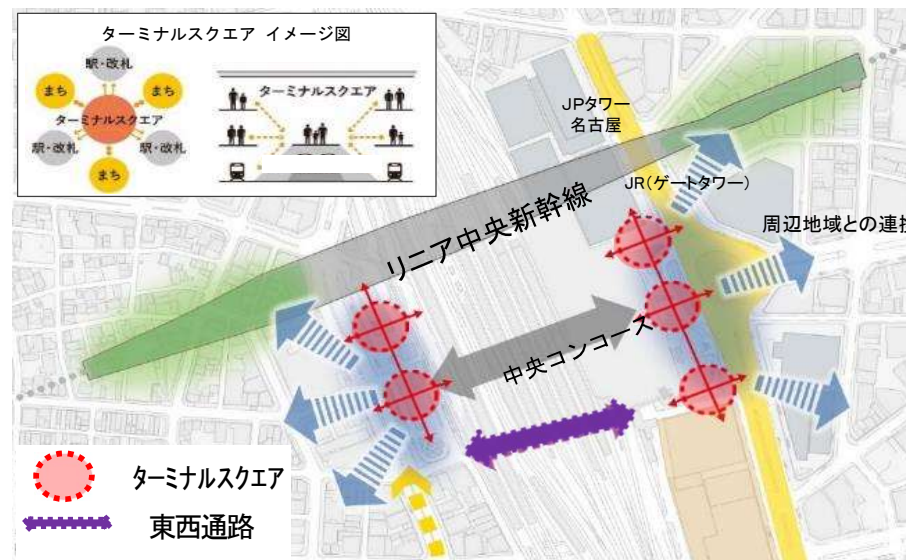 ターミナルスクエア イメージ図
駅・改札
まち
まち
ターミナルスクエア
駅・改札
駅・改札
まち
ターミナルスクエア
JPタワー
名古屋
JR(ゲートタワー)
周辺地域との連携
リニア中央新幹線
中央コンコース
ターミナルスクエア
東西通路